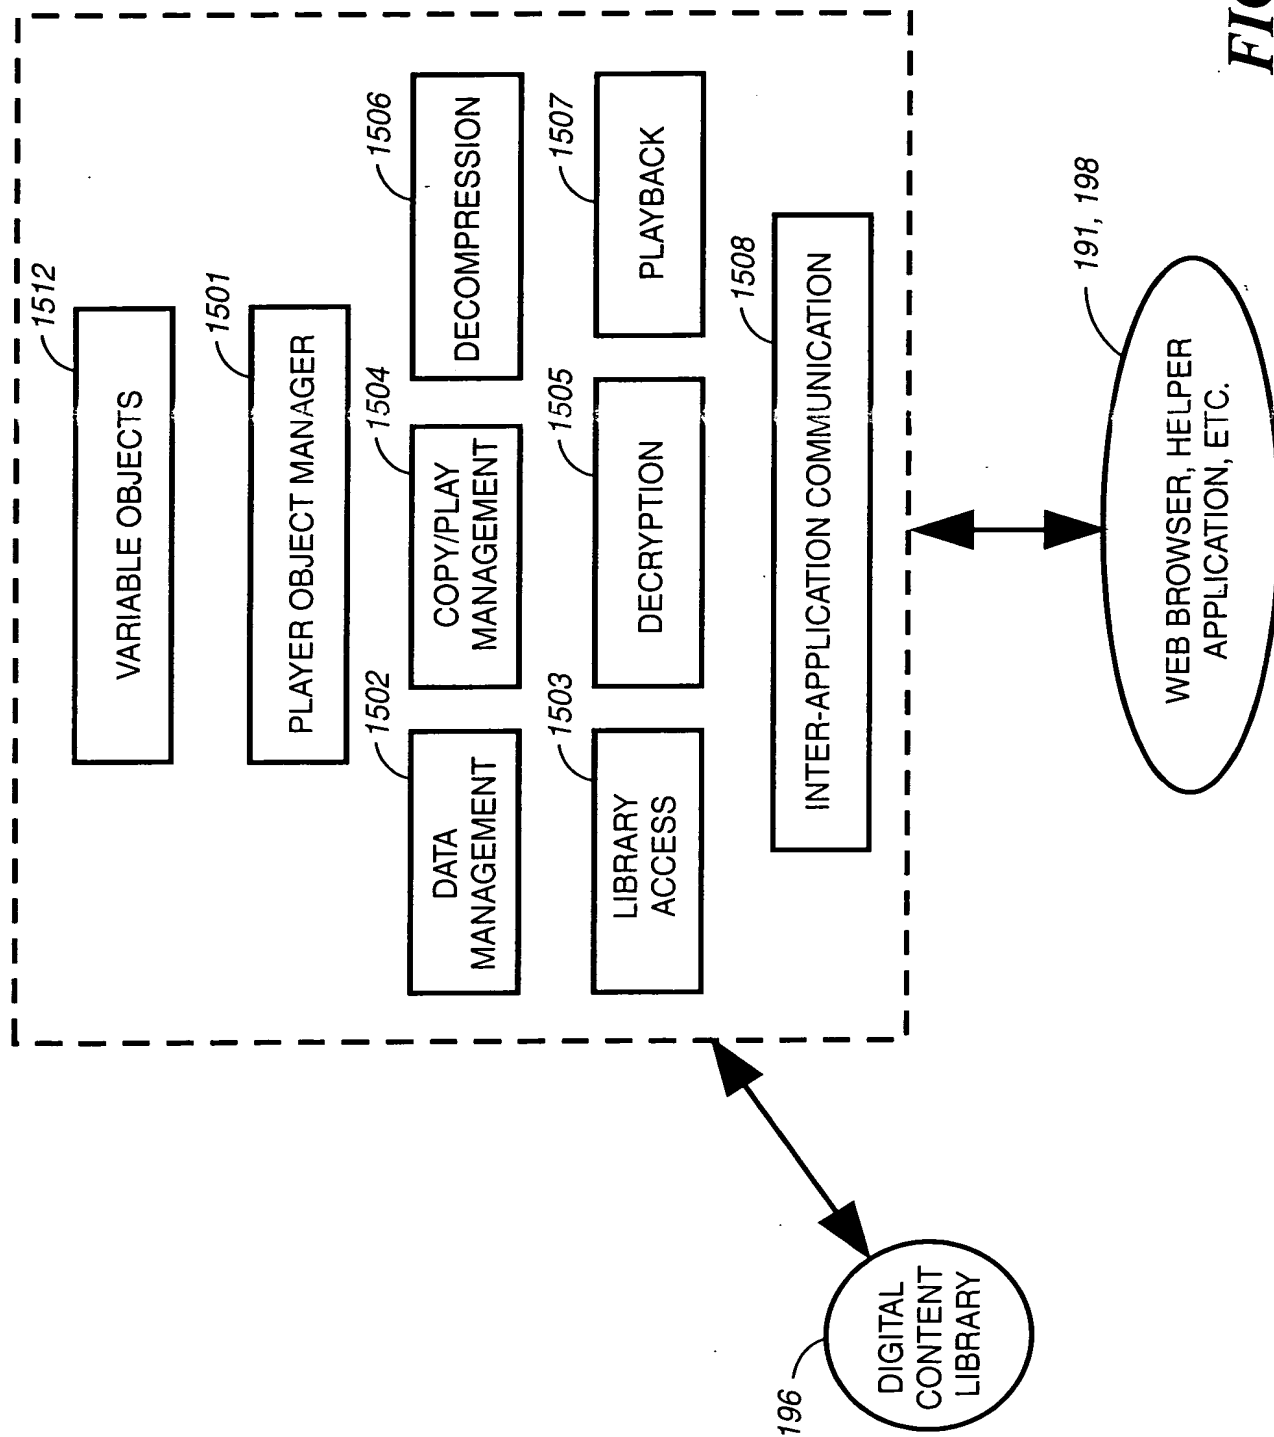 1512
VARIABLE OBJECTS
1501
PLAYER OBJECT MANAGER
1502
DATA
MANAGEMENT
1504
COPY/PLAY
MANAGEMENT
1506
DECOMPRESSION
1503
LIBRARY
ACCESS
1505
DECRYPTION
1507
PLAYBACK
1508
INTER-APPLICATION COMMUNICATION
196
DIGITAL
CONTENT
LIBRARY
191, 198
WEB BROWSER, HELPER
APPLICATION, ETC.